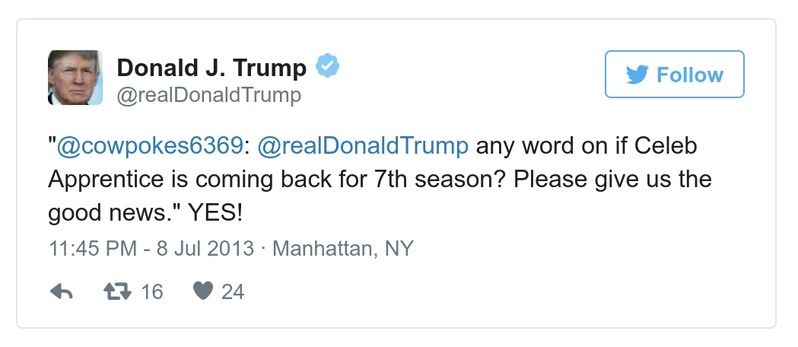 Donald J. Trump
@realDonaldTrump
Follow
"@cowpokes6369: @realDonaldTrump any word on if Celeb
Apprentice is coming back for 7th season? Please give us the
good news." YES!
11:45 PM - 8 Jul 2013 · Manhattan, NY
16 24